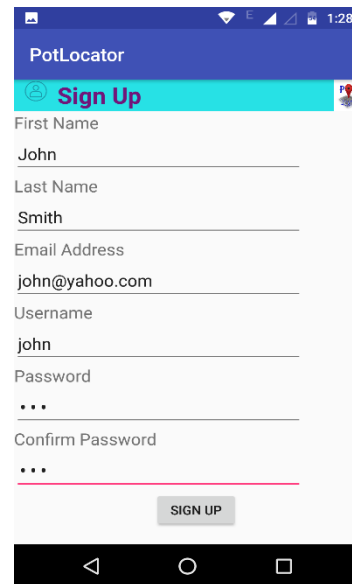 E 1:28
PotLocator
Sign Up
First Name
John
Last Name
Smith
Email Address
john@yahoo.com
Username
john
Password
•••
Confirm Password
•••
SIGN UP